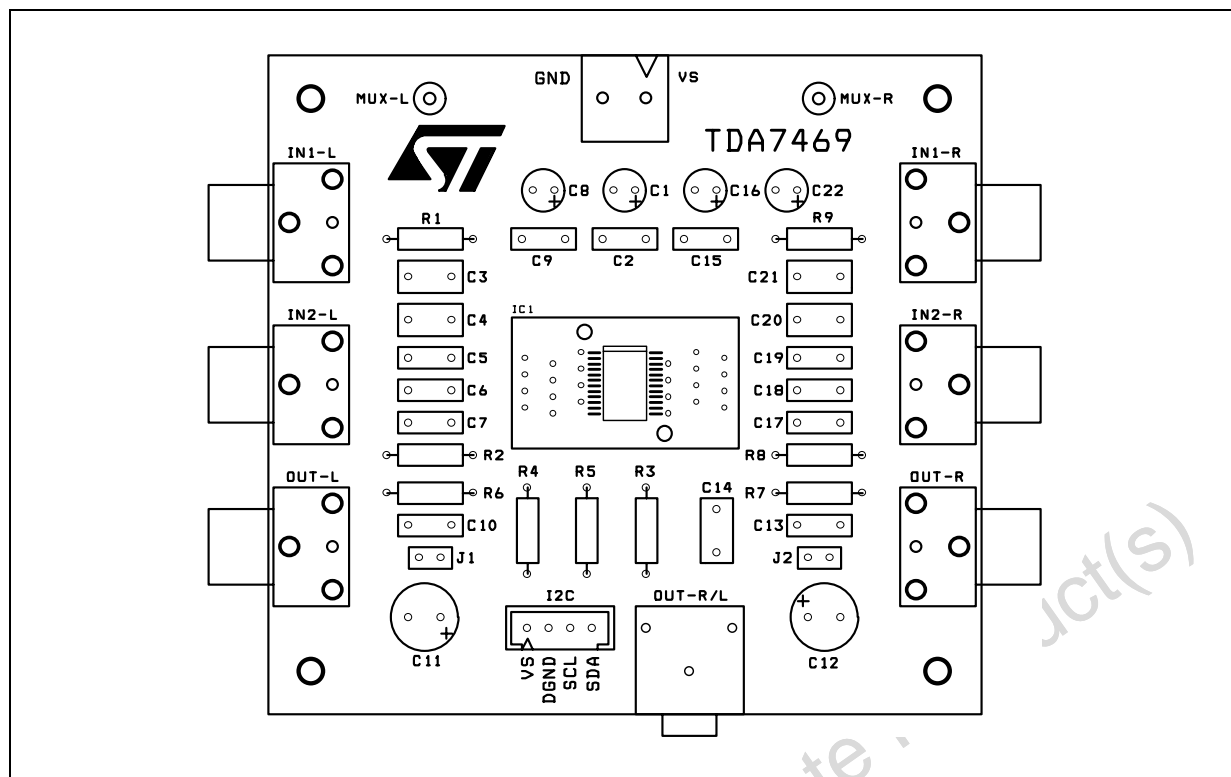 GND VS
MUX-L MUX-R
ST TDA7469
IN1-L IN1-R
C8 C1 C16 C22
R1 R9
C9 C2 C15
C3 C21
IN2-L IC1 IN2-R
C4 C20
C5 C19
C6 C18
C7 C17
R2 R8
OUT-L R4 R5 R3 OUT-R
R6 C14 R7
C10 C13
J1 J2
I2C OUT-R/L
C11 C12
VS
DGND
SCL
SDA